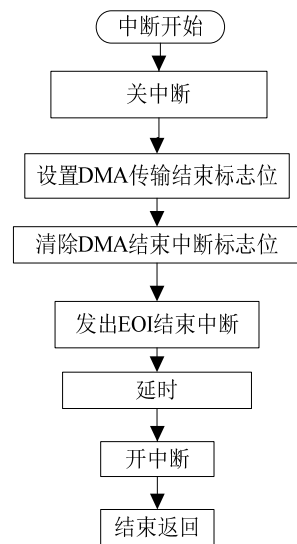 中断开始
关中断
设置DMA传输结束标志位
清除DMA结束中断标志位
发出EOI结束中断
延时
开中断
结束返回